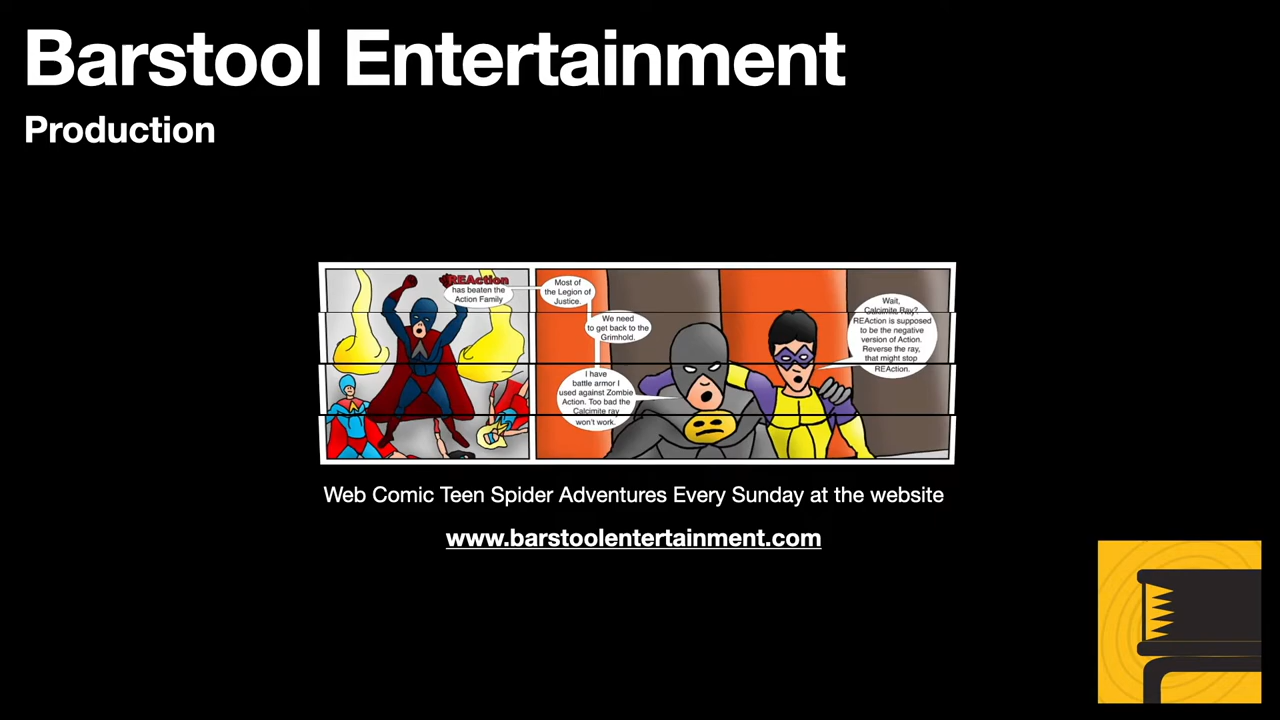 Barstool Entertainment
Production
REAction
has beaten the
Action Family
Most of
the Legion of
Justice.
We need
to get back to the
Grimhold.
I have
battle armor I
used against Zombie
Action. Too bad the
Calcimite ray
won't work.
Wait,
Calcimite Ray?
REAction is supposed
to be the negative
version of Action.
Reverse the ray,
that might stop
REAction.
Web Comic Teen Spider Adventures Every Sunday at the website
www.barstoolentertainment.com